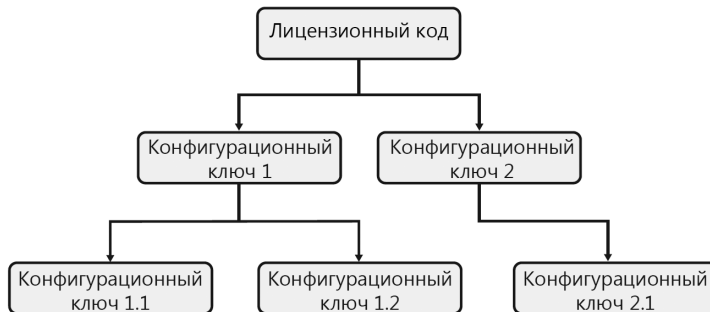 Лицензионный код
Конфигурационный
ключ 1
Конфигурационный
ключ 2
Конфигурационный
ключ 1.1
Конфигурационный
ключ 1.2
Конфигурационный
ключ 2.1